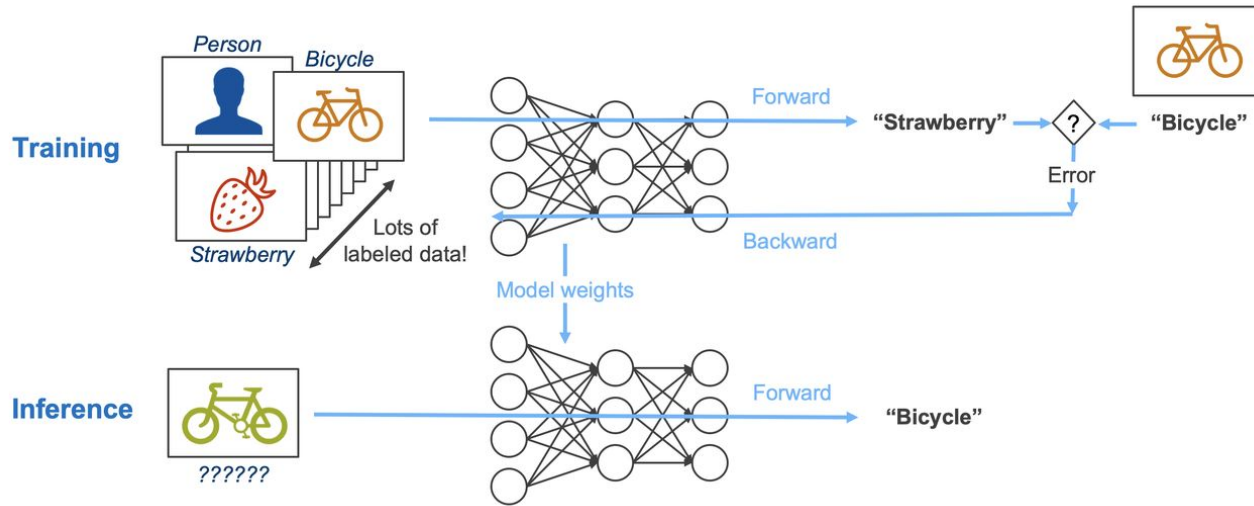 Person
Bicycle
Training
Strawberry
Lots of
labeled data!
Forward
“Strawberry”
?
“Bicycle”
Error
Backward
Model weights
Inference
??????
Forward
“Bicycle”